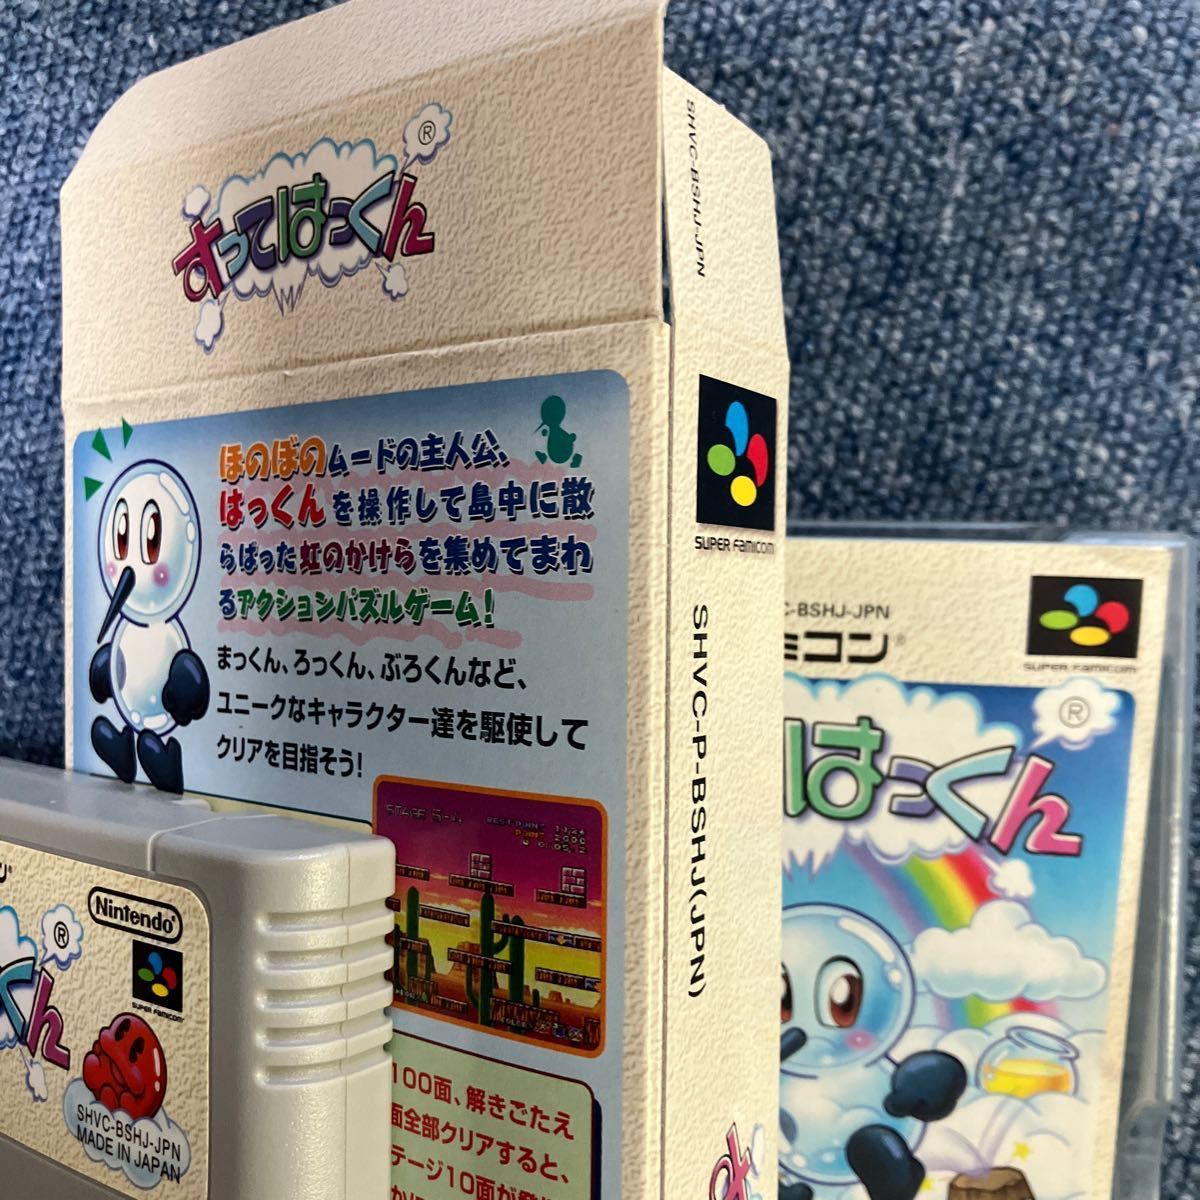 すってはっくん®
ほのぼのムードの主人公、
はっくんを操作して島中に散
らばった虹のかけらを集めてまわ
るアクションパズルゲーム!
まっくん、ろっくん、ぶろくんなど、
ユニークなキャラクター達を駆使して
クリアを目指そう!
STAGE
100面、解きごたえ
面全部クリアすると、
テージ10面が
SHVC-BSHJ-JPN
SUPER FAMICOM
SHVC-P-BSHJ(JPN)
す
Nintendo®
SUPER FAMICOM
®
くん
SHVC-BSHJ-JPN
MADE IN JAPAN
C-BSHJ-JPN
ミコン®
SUPER FAMICOM
®
はっくん